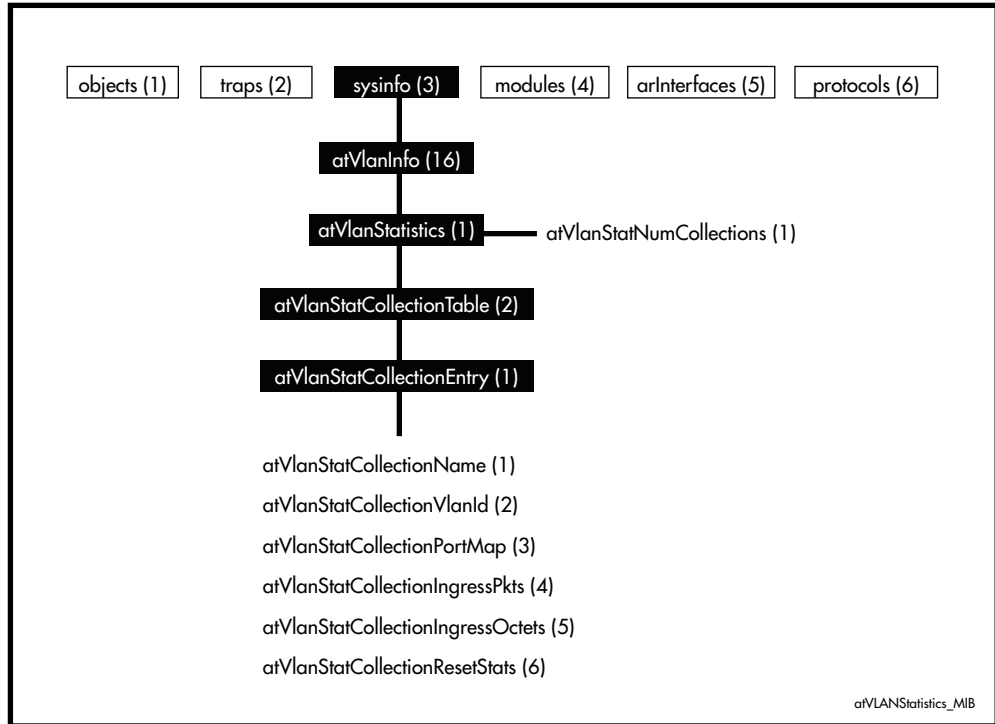 objects (1) traps (2) sysinfo (3) modules (4) arInterfaces (5) protocols (6)
atVlanInfo (16)
atVlanStatistics (1) atVlanStatNumCollections (1)
atVlanStatCollectionTable (2)
atVlanStatCollectionEntry (1)
atVlanStatCollectionName (1)
atVlanStatCollectionVlanId (2)
atVlanStatCollectionPortMap (3)
atVlanStatCollectionIngressPkts (4)
atVlanStatCollectionIngressOctets (5)
atVlanStatCollectionResetStats (6)
atVLANStatistics_MIB